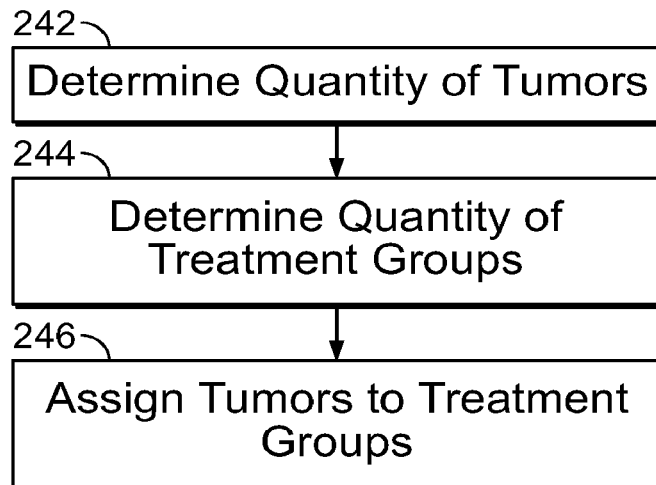 242
Determine Quantity of Tumors
244
Determine Quantity of
Treatment Groups
246
Assign Tumors to Treatment
Groups